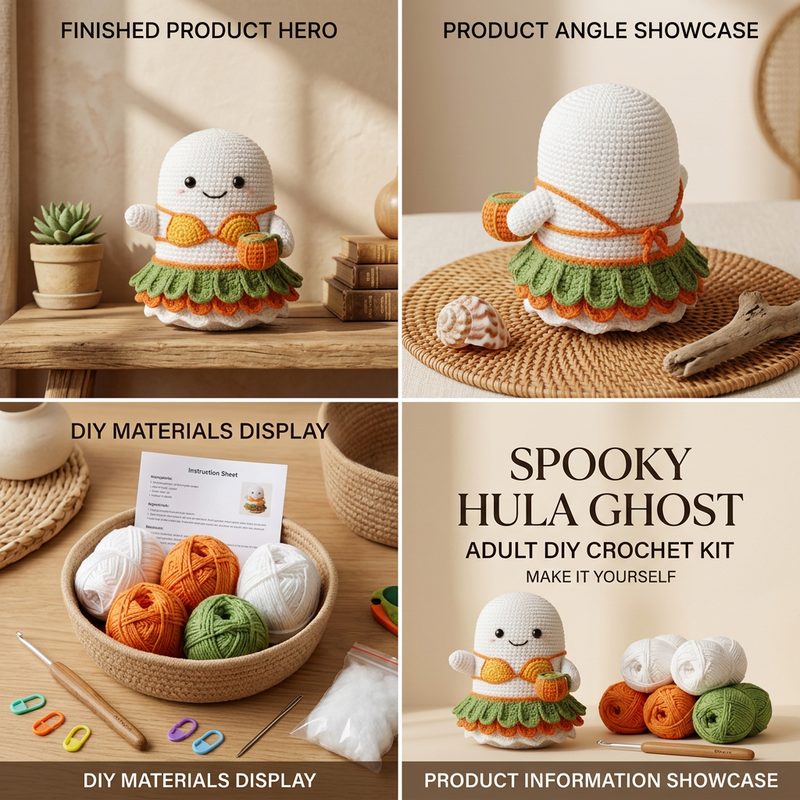 FINISHED PRODUCT HERO
PRODUCT ANGLE SHOWCASE
DIY MATERIALS DISPLAY
Instruction Sheet
DIY MATERIALS DISPLAY
SPOOKY
HULA GHOST
ADULT DIY CROCHET KIT
MAKE IT YOURSELF
PRODUCT INFORMATION SHOWCASE